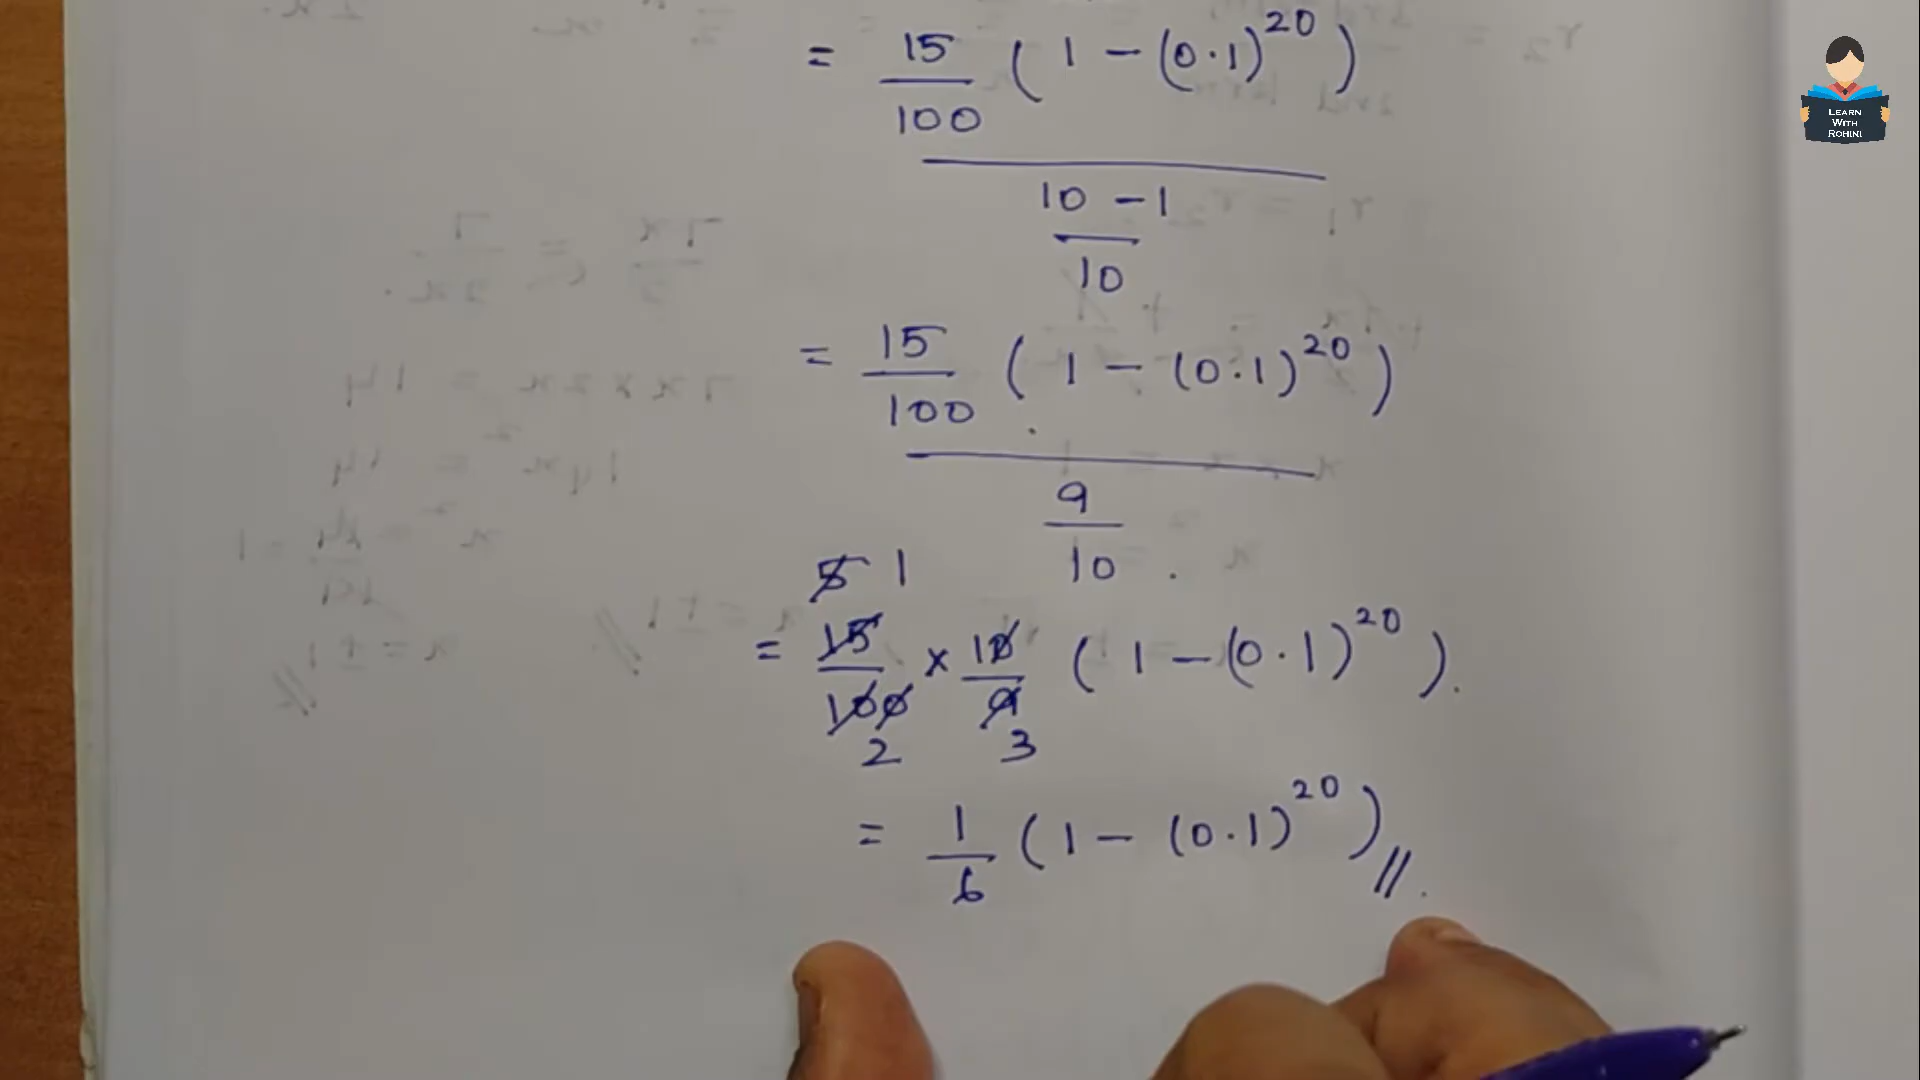 = 15/100 (1 - (0.1)^20)
10 - 1
10
= 15/100 (1 - (0.1)^20)
9
10 .
5 1
= 15/100 × 10/9 (1 - (0.1)^20).
2 3
= 1/6 (1 - (0.1)^20) //.
LEARN
WITH
ROHINI